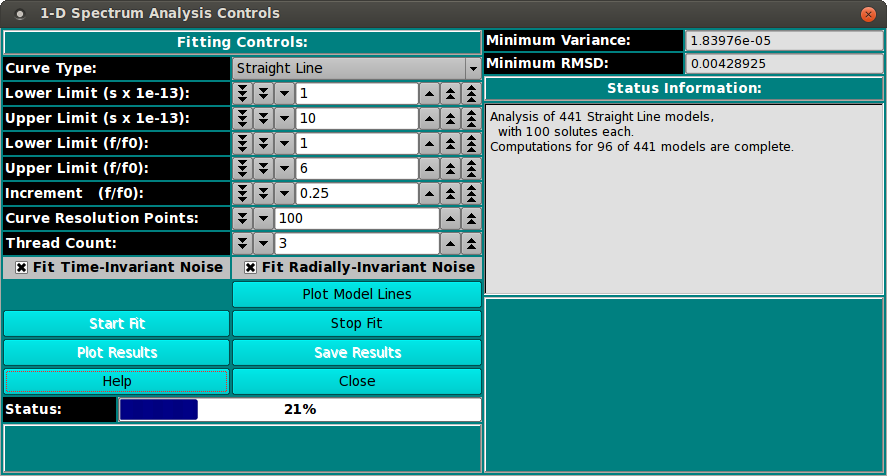 1-D Spectrum Analysis Controls
Fitting Controls:
Curve Type: Straight Line
Lower Limit (s x 1e-13): 1
Upper Limit (s x 1e-13): 10
Lower Limit (f/f0): 1
Upper Limit (f/f0): 6
Increment (f/f0): 0.25
Curve Resolution Points: 100
Thread Count: 3
Fit Time-Invariant Noise Fit Radially-Invariant Noise
Plot Model Lines
Start Fit Stop Fit
Plot Results Save Results
Help Close
Status: 21%
Minimum Variance: 1.83976e-05
Minimum RMSD: 0.00428925
Status Information:
Analysis of 441 Straight Line models,
with 100 solutes each.
Computations for 96 of 441 models are complete.